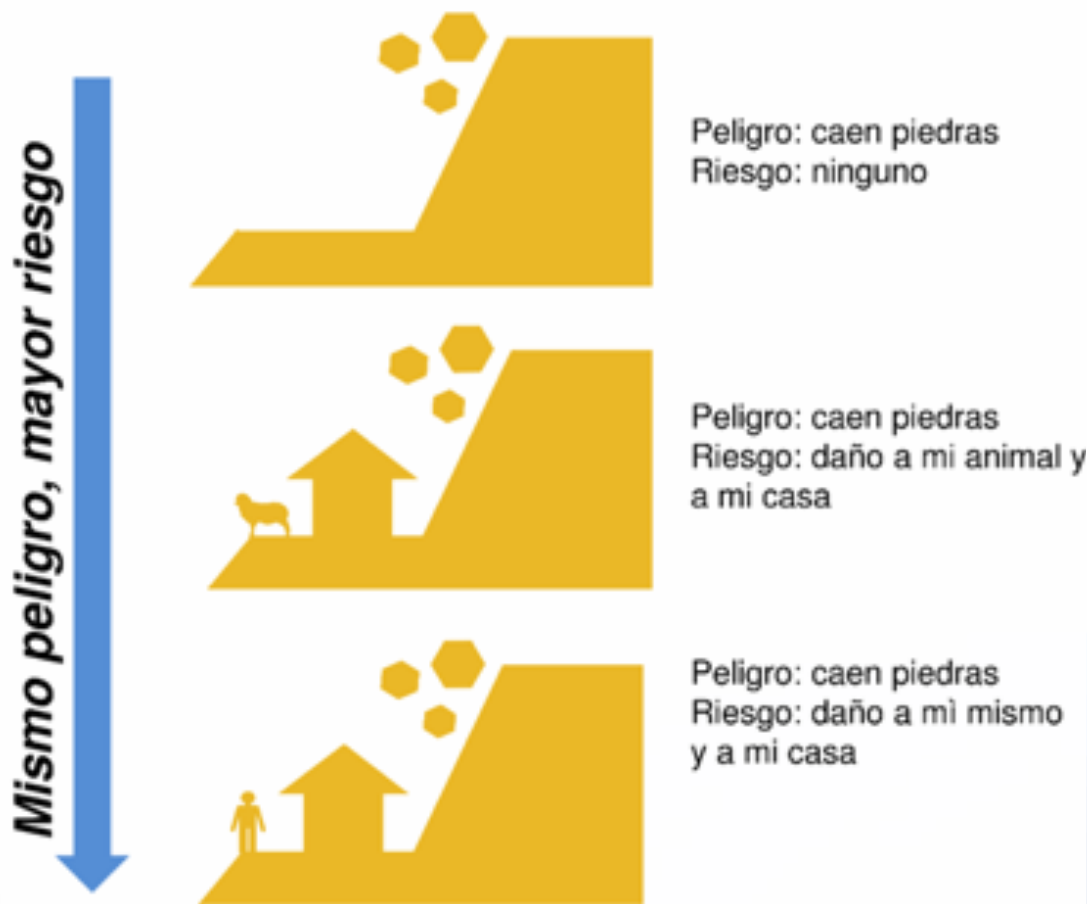 Mismo peligro, mayor riesgo
Peligro: caen piedras
Riesgo: ninguno
Peligro: caen piedras
Riesgo: daño a mi animal y
a mi casa
Peligro: caen piedras
Riesgo: daño a mì mismo
y a mi casa